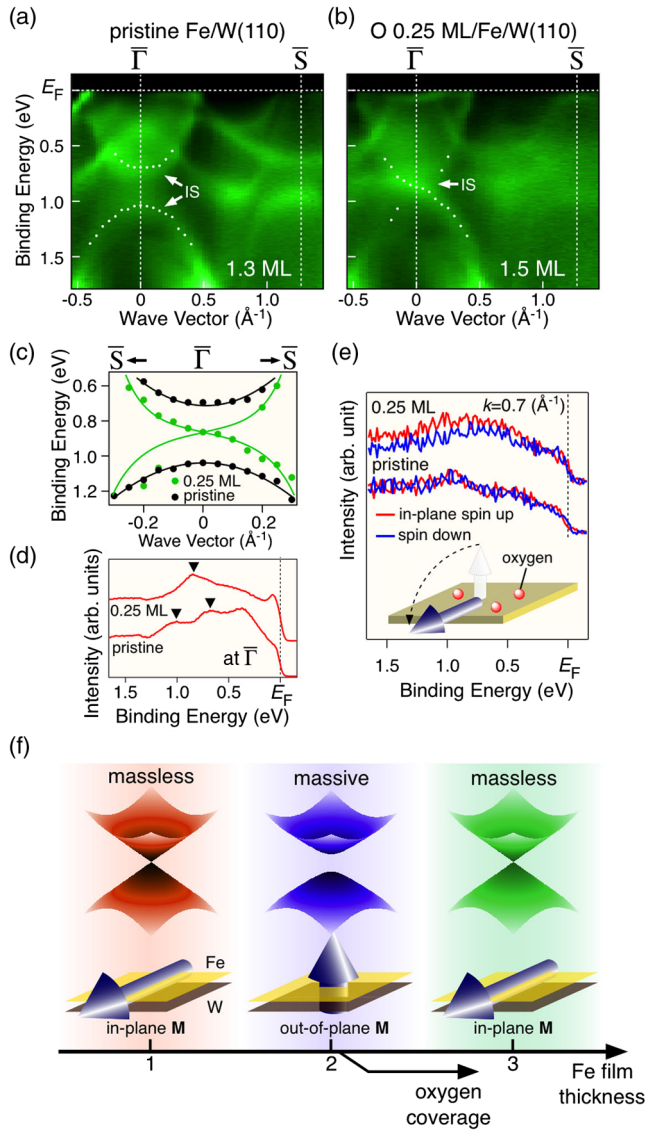 (a) pristine Fe/W(110)
(b) O 0.25 ML/Fe/W(110)
Γ̅ S̅
Γ̅ S̅
E_F
0.5
1.0
1.5
Binding Energy (eV)
IS
1.3 ML
IS
1.5 ML
-0.5 0 0.5 1.0
Wave Vector (Å⁻¹)
-0.5 0 0.5 1.0
Wave Vector (Å⁻¹)
(c) S̅ Γ̅ S̅
0.6
0.8
1.0
1.2
Binding Energy (eV)
0.25 ML
pristine
-0.2 0 0.2
Wave Vector (Å⁻¹)
(d)
Intensity (arb. units)
0.25 ML
pristine
at Γ̅
1.5 1.0 0.5 E_F
Binding Energy (eV)
(e)
Intensity (arb. unit)
0.25 ML k=0.7 (Å⁻¹)
pristine
in-plane spin up
spin down
oxygen
1.5 1.0 0.5 E_F
Binding Energy (eV)
(f)
massless massive massless
Fe
W
in-plane M out-of-plane M in-plane M
1 2 3
oxygen
coverage
Fe film
thickness